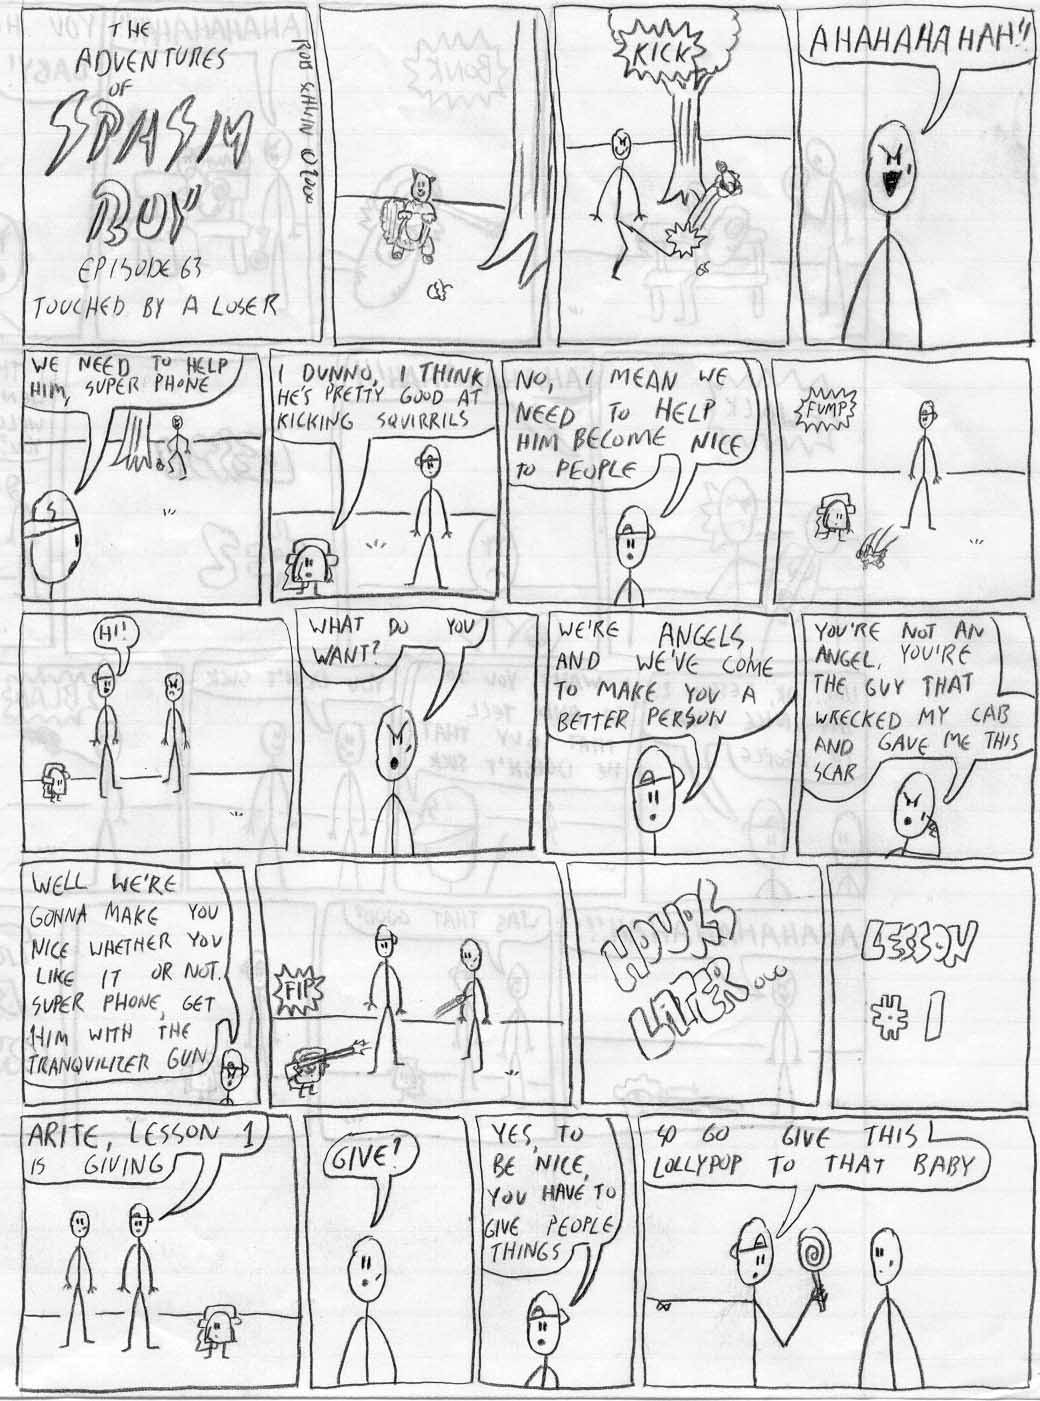 THE
ADVENTURES
OF
SPASM
BOY
EPISODE 63
TOUCHED BY A LOSER
KICK
AHAHAHAHAH!!
WE NEED TO HELP
HIM, SUPER PHONE
I DUNNO, I THINK
HE'S PRETTY GOOD AT
KICKING SQUIRRILS
NO, I MEAN WE
NEED TO HELP
HIM BECOME NICE
TO PEOPLE
FUMP
HI!
WHAT DO YOU
WANT?
WE'RE ANGELS,
AND WE'VE COME
TO MAKE YOU A
BETTER PERSON
YOU'RE NOT AN
ANGEL, YOU'RE
THE GUY THAT
WRECKED MY CAB
AND GAVE ME THIS
SCAR
WELL WE'RE
GONNA MAKE YOU
NICE WHETHER YOU
LIKE IT OR NOT.
SUPER PHONE, GET
HIM WITH THE
TRANQUILIZER GUN
FIP
HOURS
LATER...
LESSON
#1
ARITE, LESSON 1
IS GIVING
GIVE?
YES, TO
BE NICE,
YOU HAVE TO
GIVE PEOPLE
THINGS
SO GO GIVE THIS
LOLLYPOP TO THAT BABY